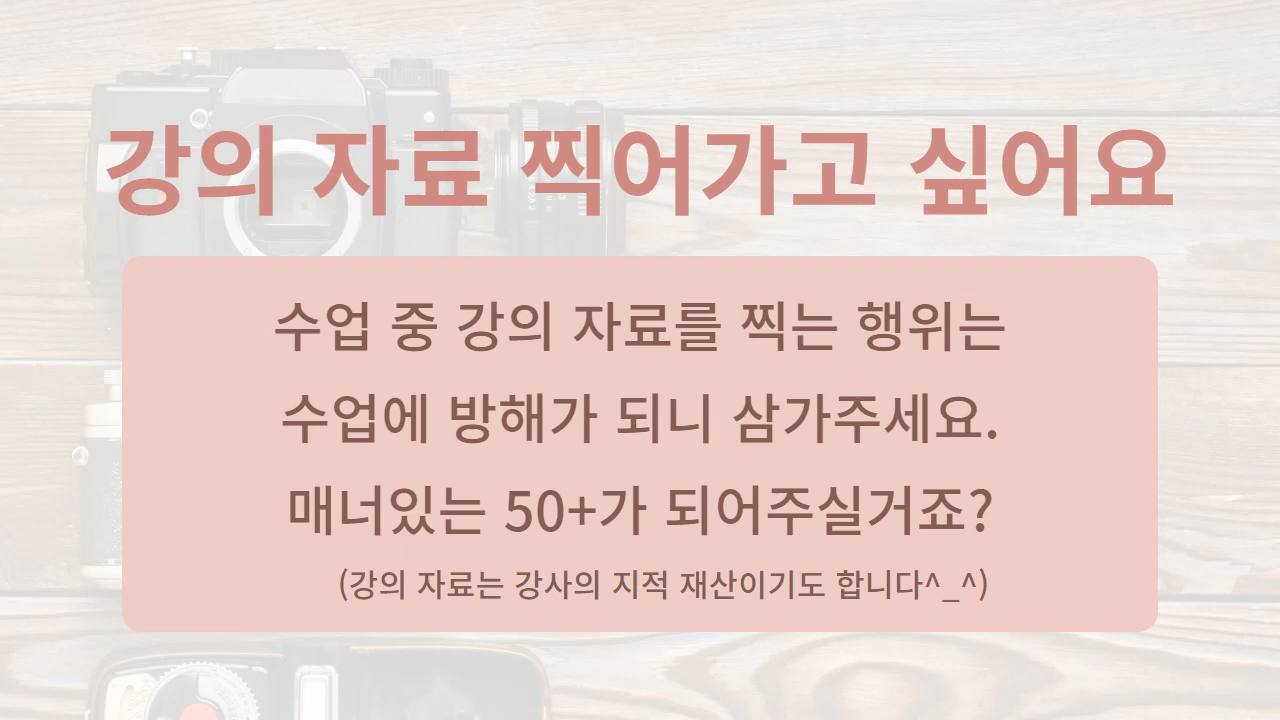 강의 자료 찍어가고 싶어요
수업 중 강의 자료를 찍는 행위는
수업에 방해가 되니 삼가주세요.
매너있는 50+가 되어주실거죠?
(강의 자료는 강사의 지적 재산이기도 합니다^_^)